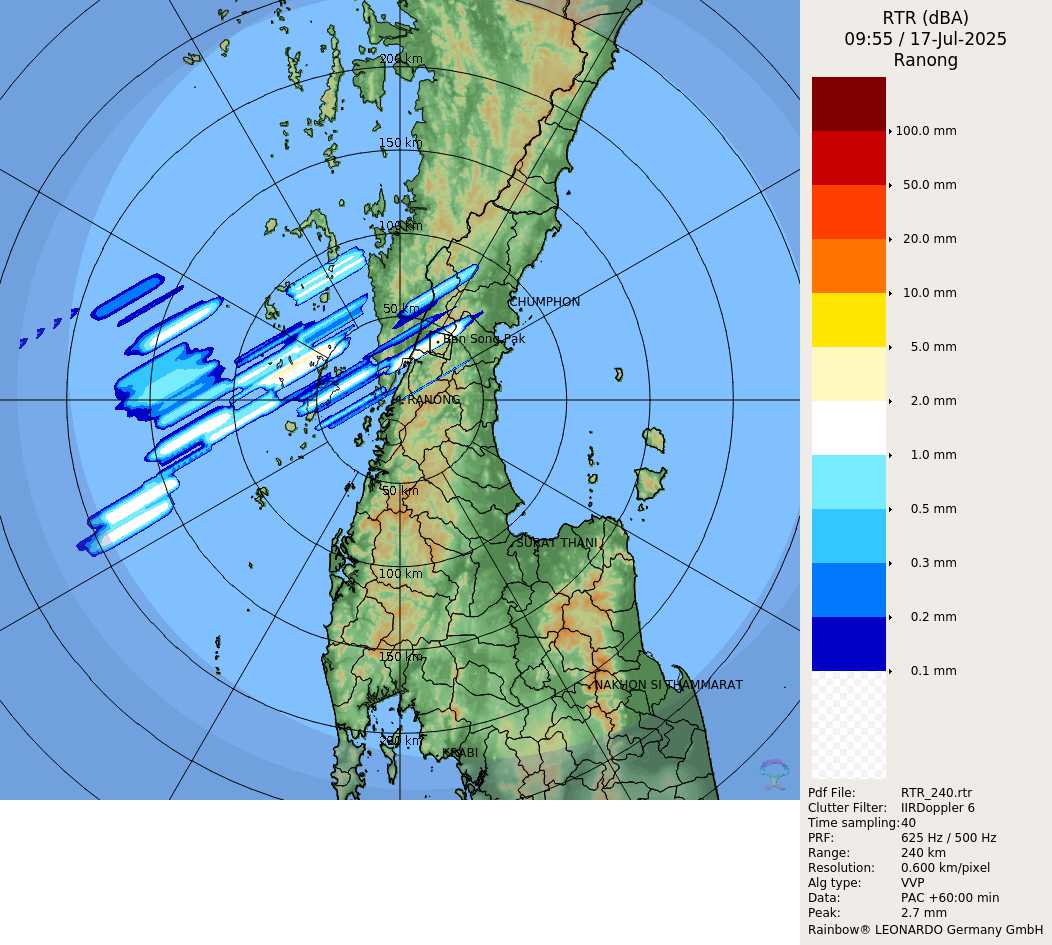 RTR (dBA)
09:55 / 17-Jul-2025
Ranong
200 km
150 km
100 km
50 km
CHUMPHON
Ban Song Pak
RANONG
50 km
SURAT THANI
100 km
150 km
NAKHON SI THAMMARAT
200 km
KRABI
100.0 mm
50.0 mm
20.0 mm
10.0 mm
5.0 mm
2.0 mm
1.0 mm
0.5 mm
0.3 mm
0.2 mm
0.1 mm
Pdf File: RTR_240.rtr
Clutter Filter: IIRDoppler 6
Time sampling:40
PRF: 625 Hz / 500 Hz
Range: 240 km
Resolution: 0.600 km/pixel
Alg type: VVP
Data: PAC +60:00 min
Peak: 2.7 mm
Rainbow® LEONARDO Germany GmbH